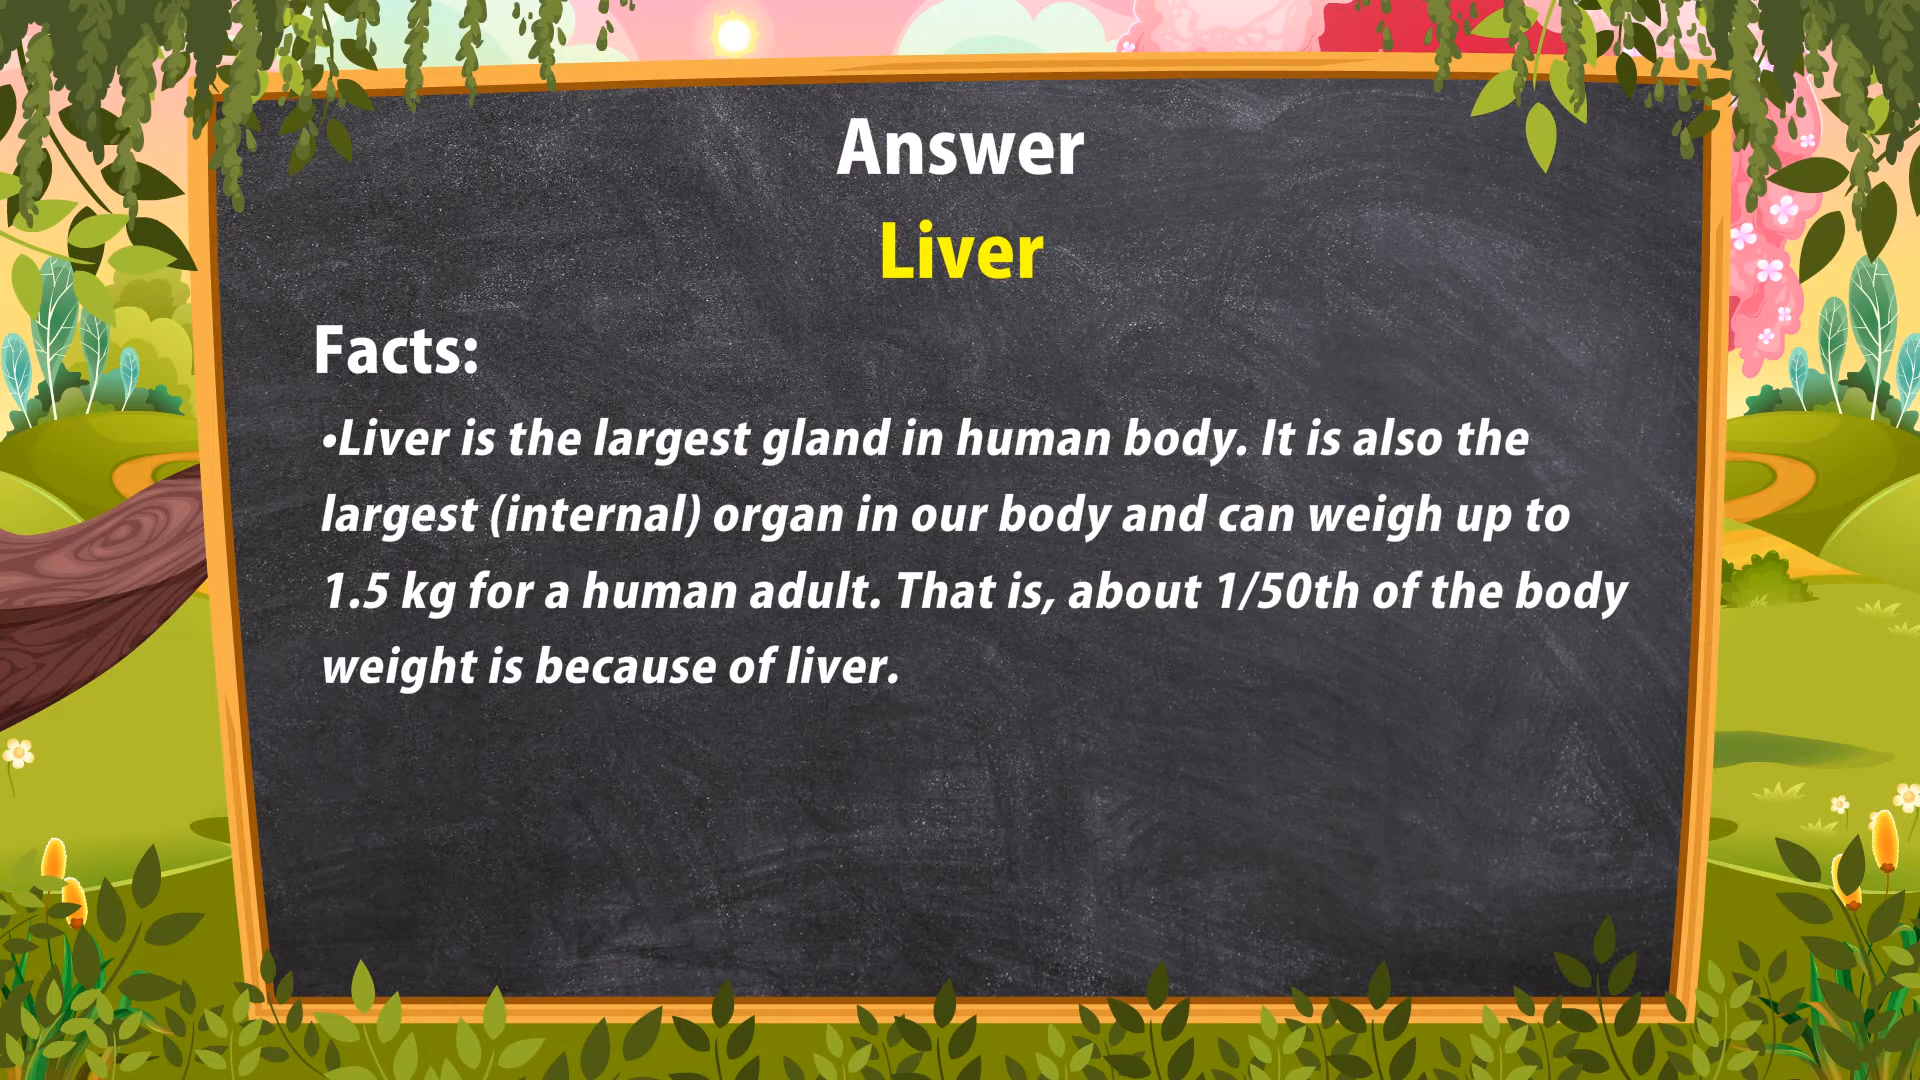 Answer
Liver
Facts:
•Liver is the largest gland in human body. It is also the
largest (internal) organ in our body and can weigh up to
1.5 kg for a human adult. That is, about 1/50th of the body
weight is because of liver.